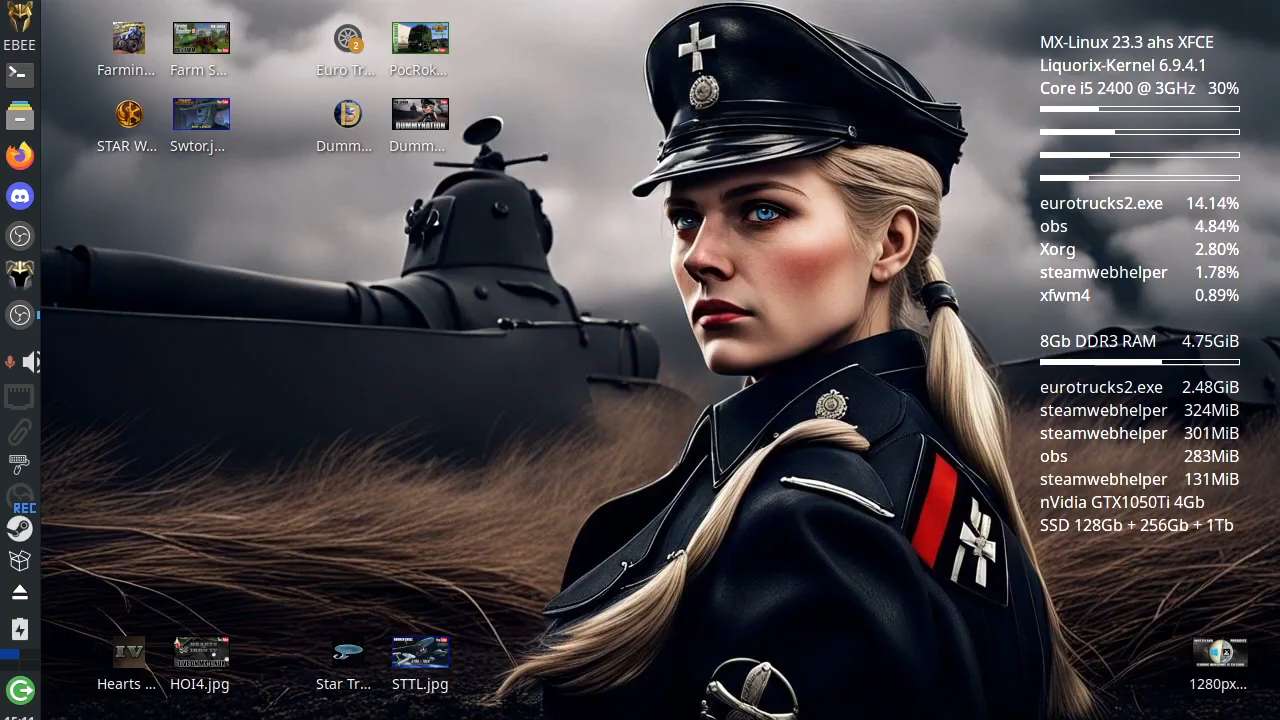 EBEE
Farmin...
Farm S...
Euro Tr...
2
PocRok...
STAR W...
Swtor.j...
Dumm...
DUMMYNATION
Dumm...
MX-Linux 23.3 ahs XFCE
Liquorix-Kernel 6.9.4.1
Core i5 2400 @ 3GHz 30%
eurotrucks2.exe 14.14%
obs 4.84%
Xorg 2.80%
steamwebhelper 1.78%
xfwm4 0.89%
8Gb DDR3 RAM 4.75GiB
eurotrucks2.exe 2.48GiB
steamwebhelper 324MiB
steamwebhelper 301MiB
obs 283MiB
steamwebhelper 131MiB
nVidia GTX1050Ti 4Gb
SSD 128Gb + 256Gb + 1Tb
REC
IV
Hearts ...
HOI4.jpg
Star Tr...
STTL.jpg
1280px...